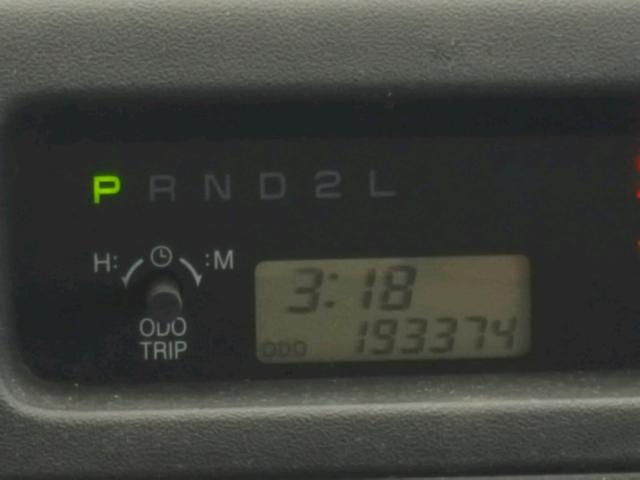 P R N D 2 L
H: :M
ODO
TRIP
3:18
ODO 193374